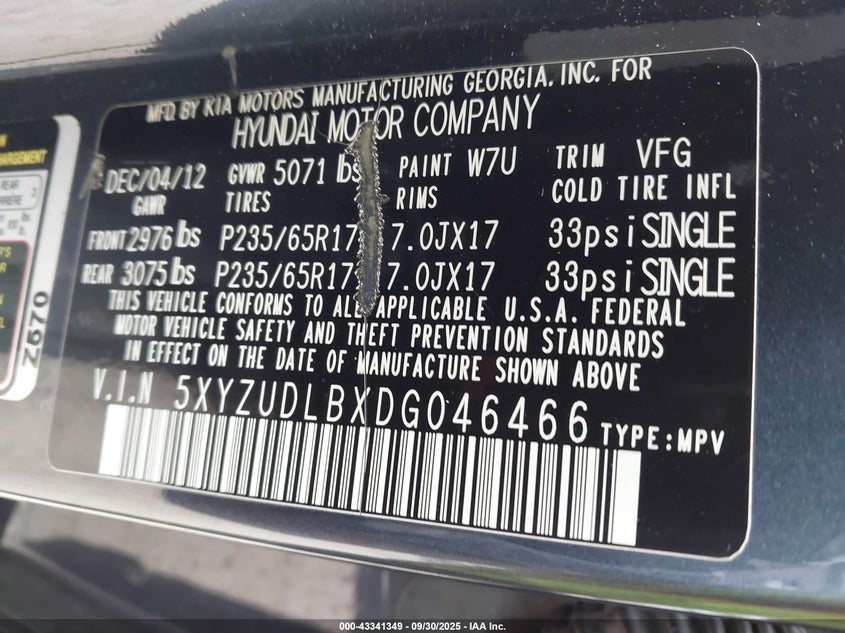 MFD. BY KIA MOTORS MANUFACTURING GEORGIA, INC. FOR
HYUNDAI MOTOR COMPANY
DEC/04/12 GVWR 5071 lbs PAINT W7U TRIM VFG
GAWR TIRES RIMS COLD TIRE INFL
FRONT 2976 lbs P235/65R17 7.0JX17 33psi SINGLE
REAR 3075 lbs P235/65R17 7.0JX17 33psi SINGLE
THIS VEHICLE CONFORMS TO ALL APPLICABLE U.S.A. FEDERAL
MOTOR VEHICLE SAFETY AND THEFT PREVENTION STANDARDS
IN EFFECT ON THE DATE OF MANUFACTURE SHOWN ABOVE
V.I.N 5XYZUDLBXDG046466 TYPE:MPV
REAR
Z670
000-43341349 - 09/30/2025 - IAA Inc.